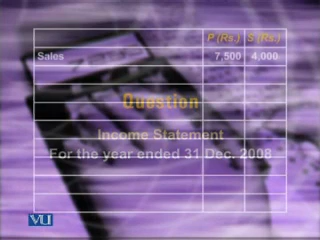 P (Rs.) S (Rs.)
Sales 7,500 4,000
Question
Income Statement
For the year ended 31 Dec. 2008
VU